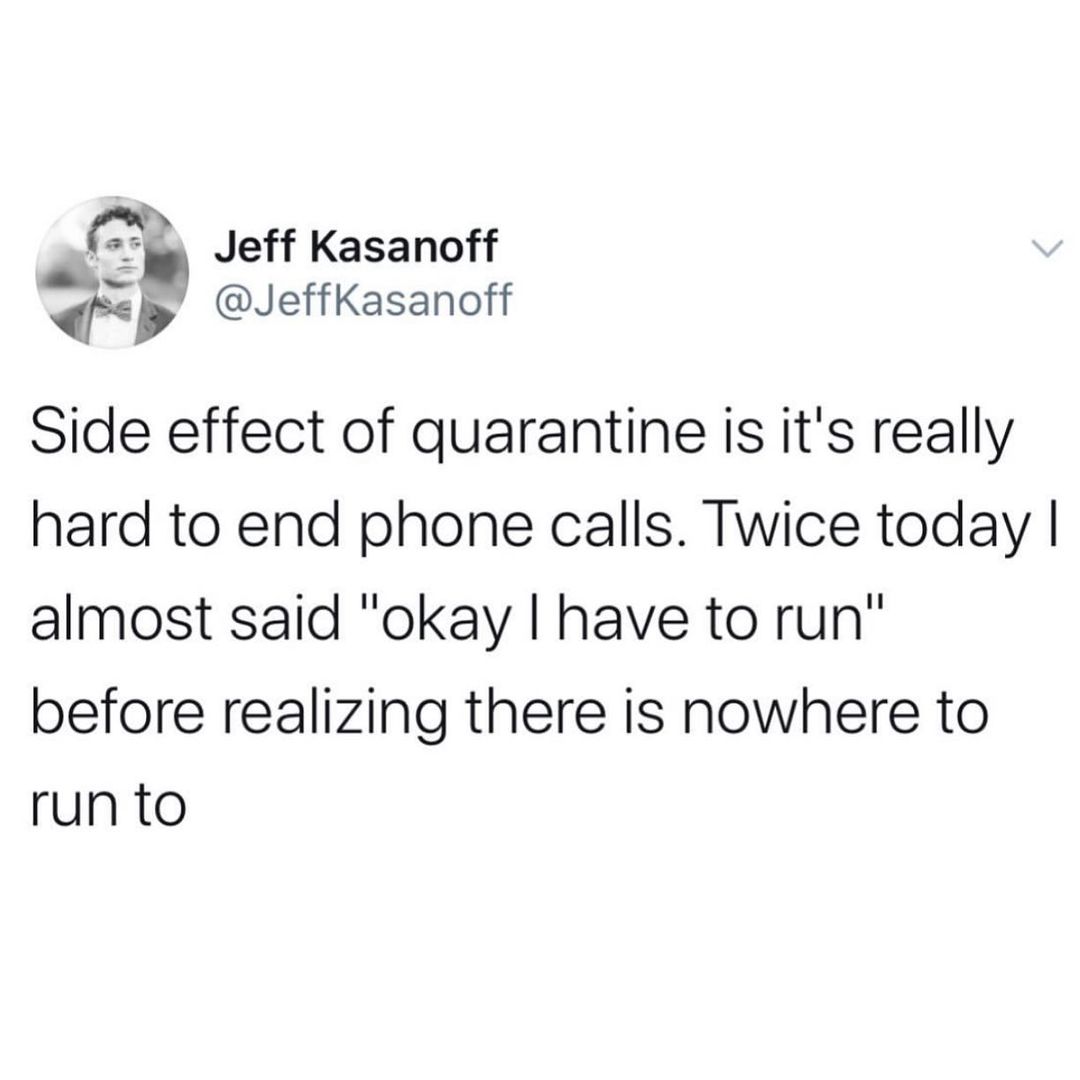 Jeff Kasanoff
@JeffKasanoff
Side effect of quarantine is it's really
hard to end phone calls. Twice today I
almost said "okay I have to run"
before realizing there is nowhere to
run to